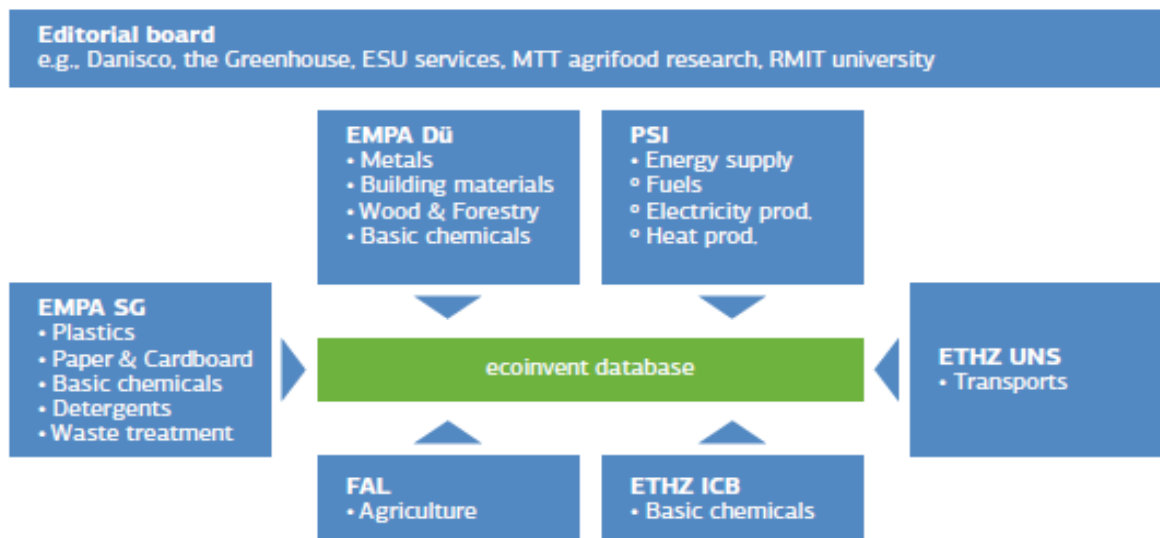 Editorial board
e.g., Danisco, the Greenhouse, ESU services, MTT agrifood research, RMIT university
EMPA Dü
• Metals
• Building materials
• Wood & Forestry
• Basic chemicals
PSI
• Energy supply
º Fuels
º Electricity prod.
º Heat prod.
EMPA SG
• Plastics
• Paper & Cardboard
• Basic chemicals
• Detergents
• Waste treatment
ecoinvent database
ETHZ UNS
• Transports
FAL
• Agriculture
ETHZ ICB
• Basic chemicals